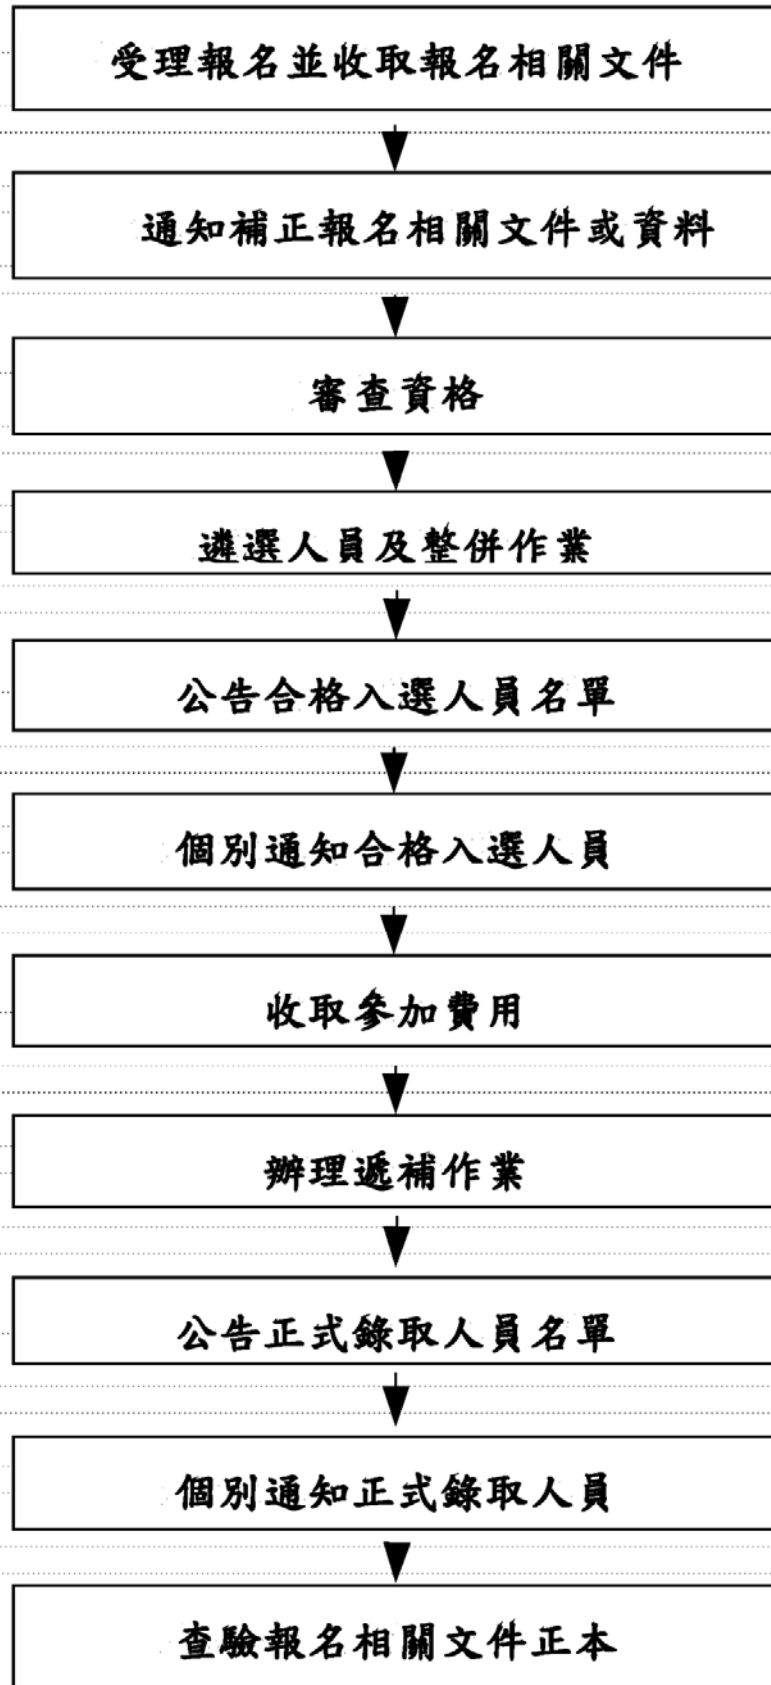 受理報名並收取報名相關文件
通知補正報名相關文件或資料
審查資格
遴選人員及整併作業
公告合格入選人員名單
個別通知合格入選人員
收取參加費用
辦理遞補作業
公告正式錄取人員名單
個別通知正式錄取人員
查驗報名相關文件正本